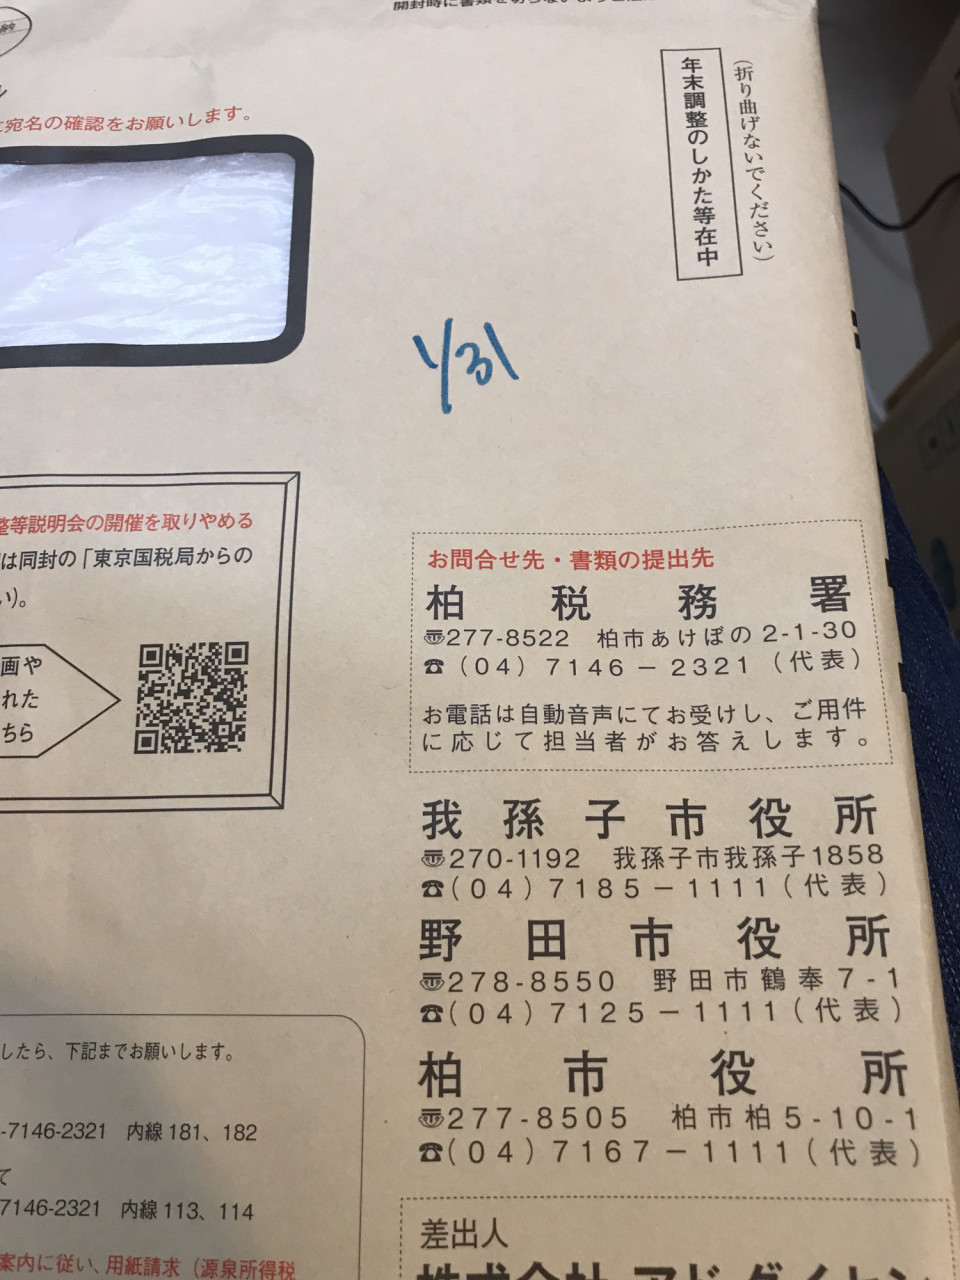 年末調整のしかた等在中
(折り曲げないでください)
宛名の確認をお願いします。
1/31
整等説明会の開催を取りやめる
は同封の「東京国税局からの
い)。
画や
れた
ちら
お問合せ先・書類の提出先
柏税務署
〠277-8522 柏市あけぼの2-1-30
☎(04)7146-2321(代表)
お電話は自動音声にてお受けし、ご用件
に応じて担当者がお答えします。
我孫子市役所
〠270-1192 我孫子市我孫子1858
☎(04)7185-1111(代表)
野田市役所
〠278-8550 野田市鶴奉7-1
☎(04)7125-1111(代表)
柏市役所
〠277-8505 柏市柏5-10-1
☎(04)7167-1111(代表)
したら、下記までお願いします。
-7146-2321 内線181、182
て
7146-2321 内線113、114
案内に従い、用紙請求(源泉所得税
差出人